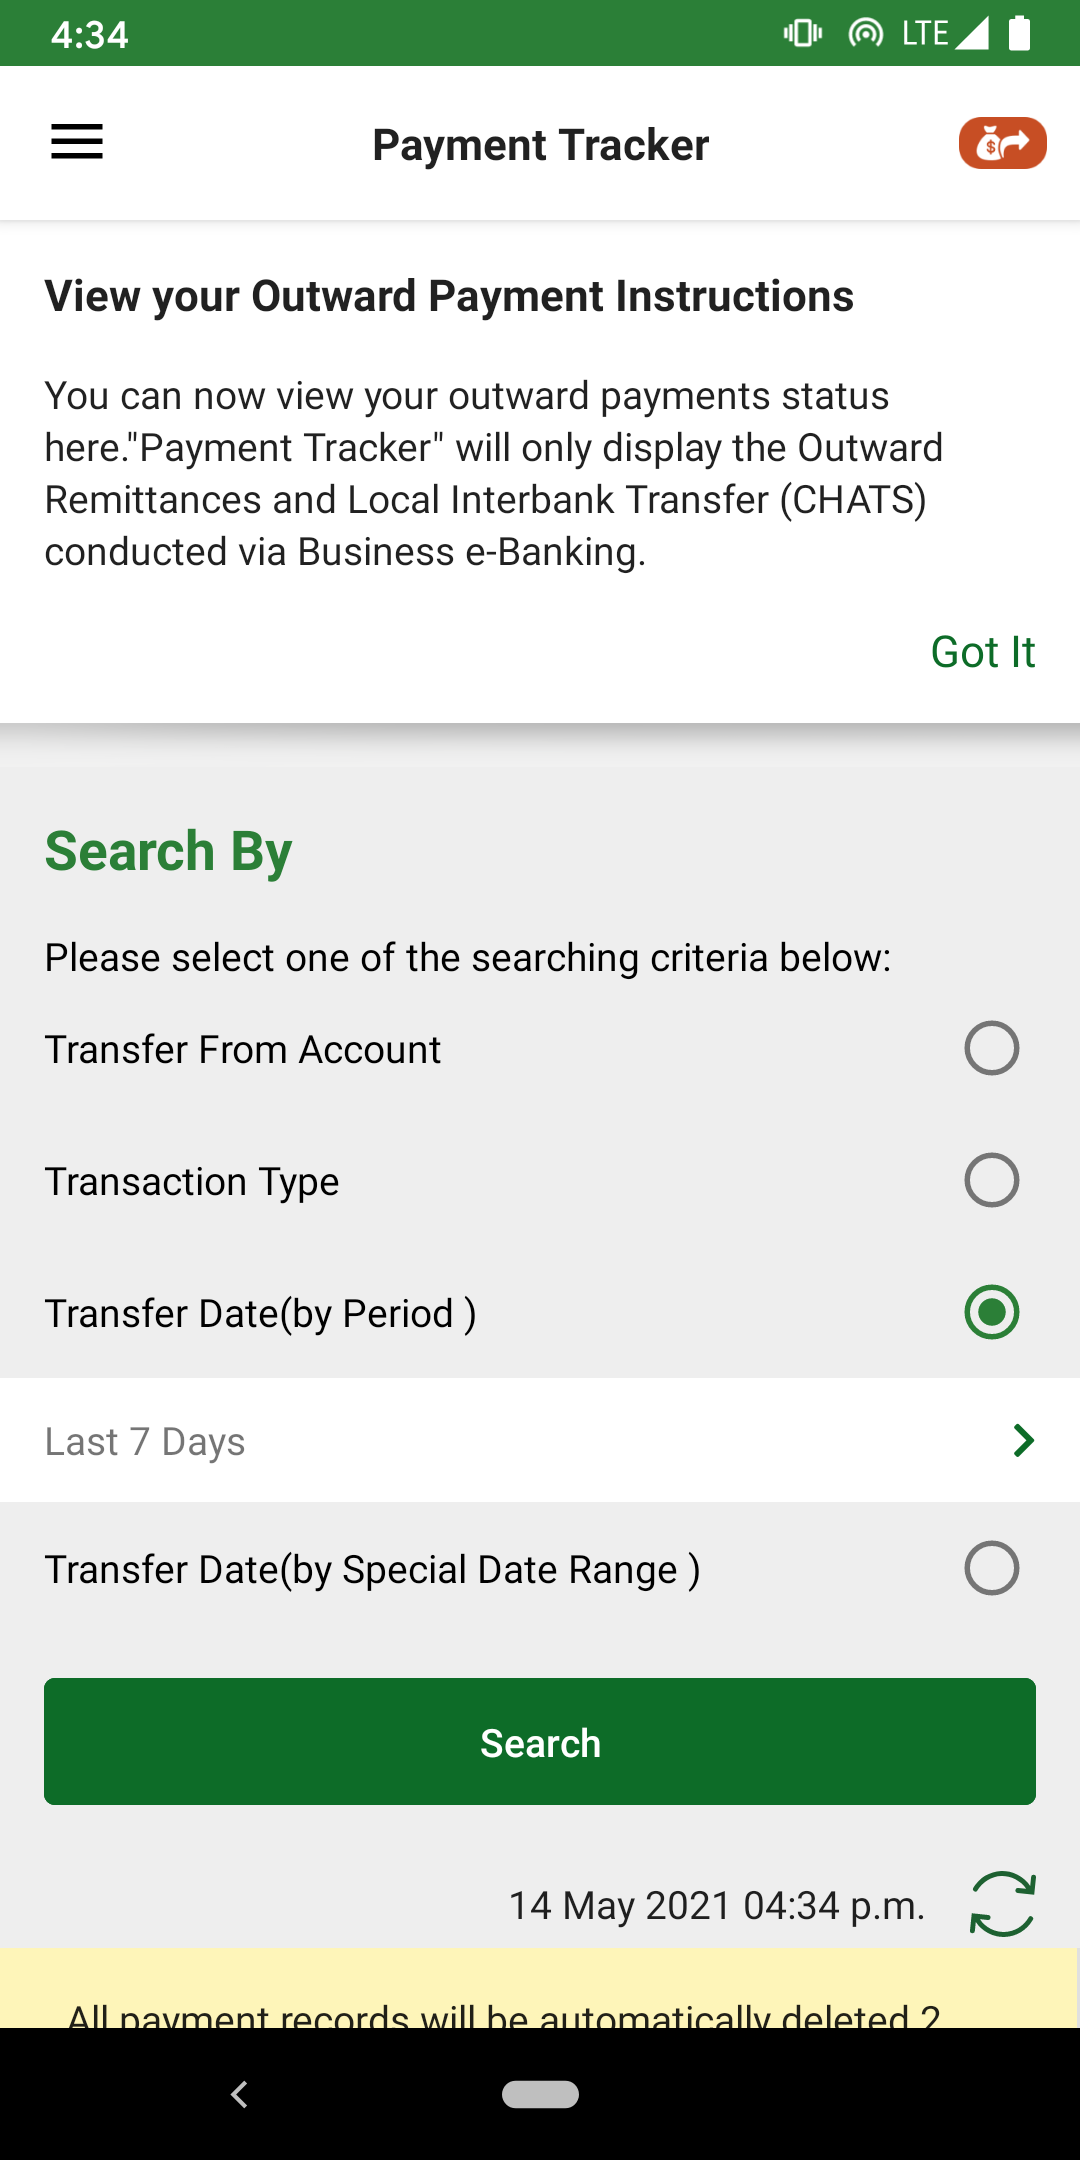 4:34
LTE
Payment Tracker
View your Outward Payment Instructions
You can now view your outward payments status
here."Payment Tracker" will only display the Outward
Remittances and Local Interbank Transfer (CHATS)
conducted via Business e-Banking.
Got It
Search By
Please select one of the searching criteria below:
Transfer From Account
Transaction Type
Transfer Date(by Period )
Last 7 Days
Transfer Date(by Special Date Range )
Search
14 May 2021 04:34 p.m.
All payment records will be automatically deleted 2